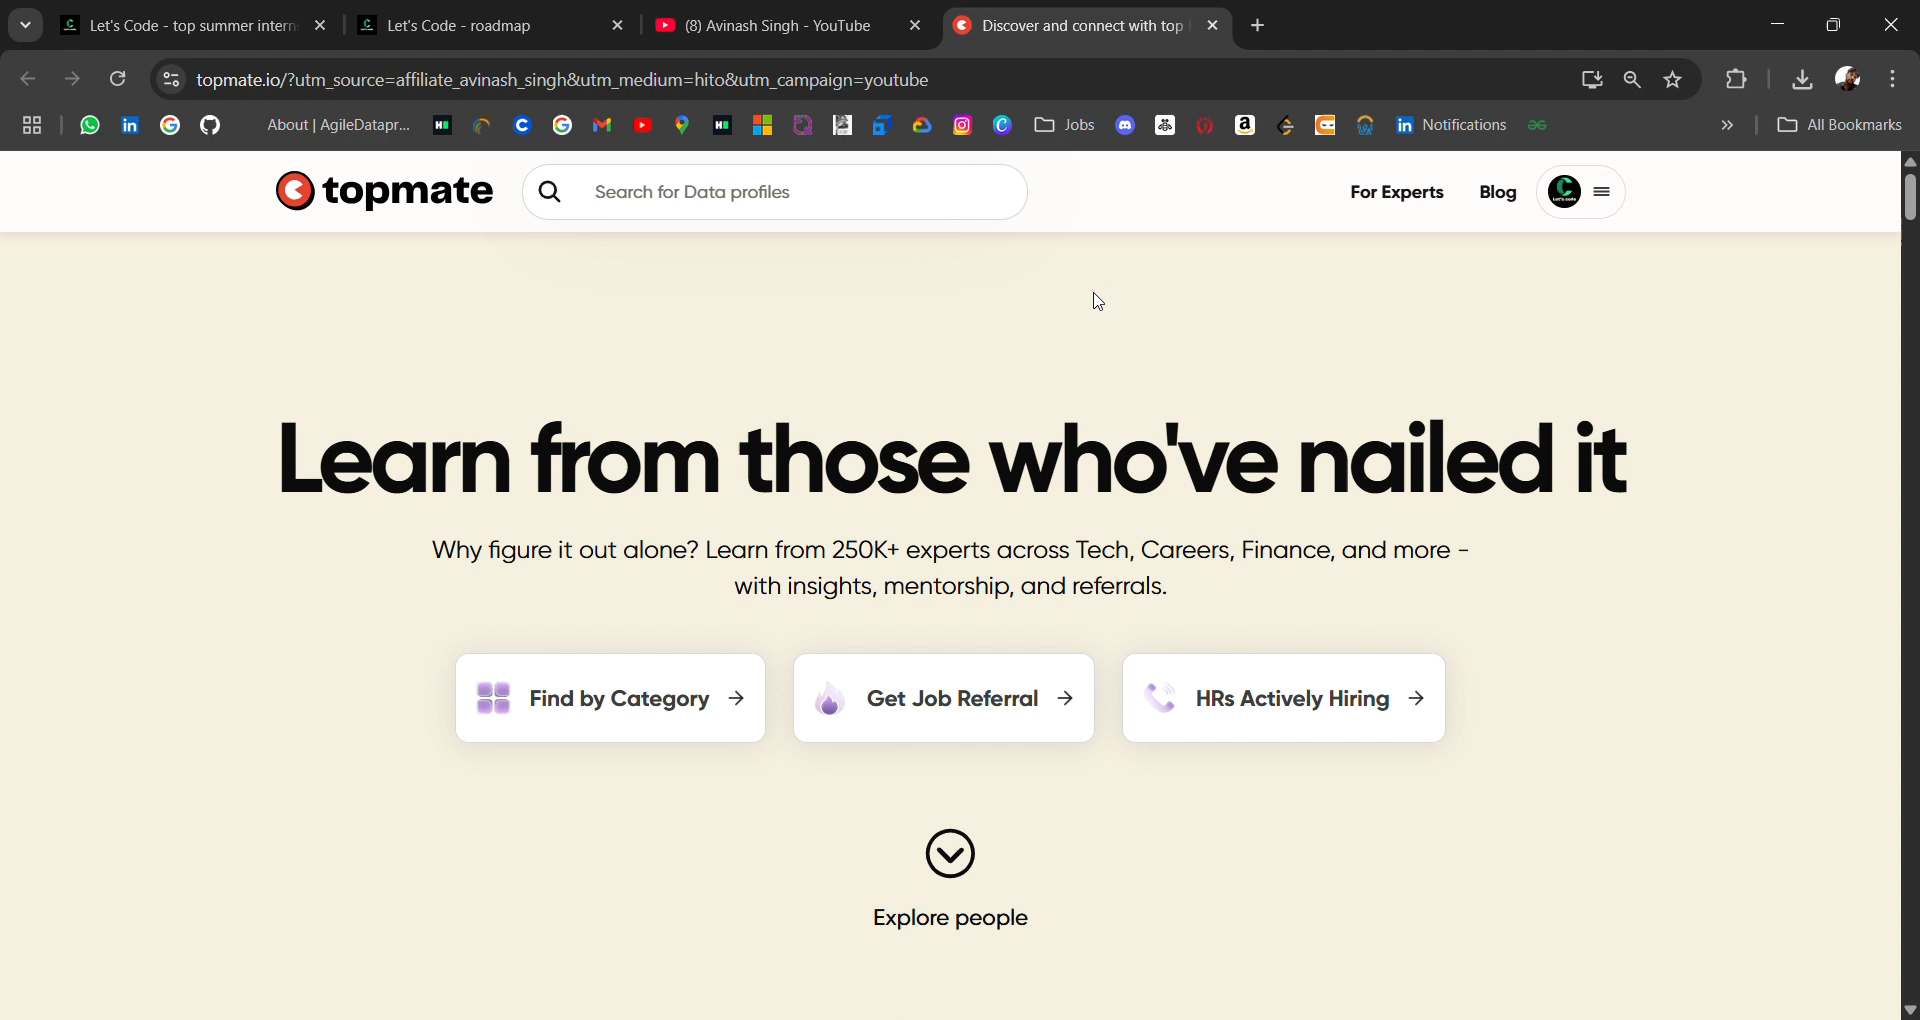 Let's Code - top summer intern
Let's Code - roadmap
(8) Avinash Singh - YouTube
Discover and connect with top
topmate.io/?utm_source=affiliate_avinash_singh&utm_medium=hito&utm_campaign=youtube
About | AgileDatapr...
Jobs
Notifications
All Bookmarks
topmate
Search for Data profiles
For Experts
Blog
Learn from those who've nailed it
Why figure it out alone? Learn from 250K+ experts across Tech, Careers, Finance, and more -
with insights, mentorship, and referrals.
Find by Category
Get Job Referral
HRs Actively Hiring
Explore people